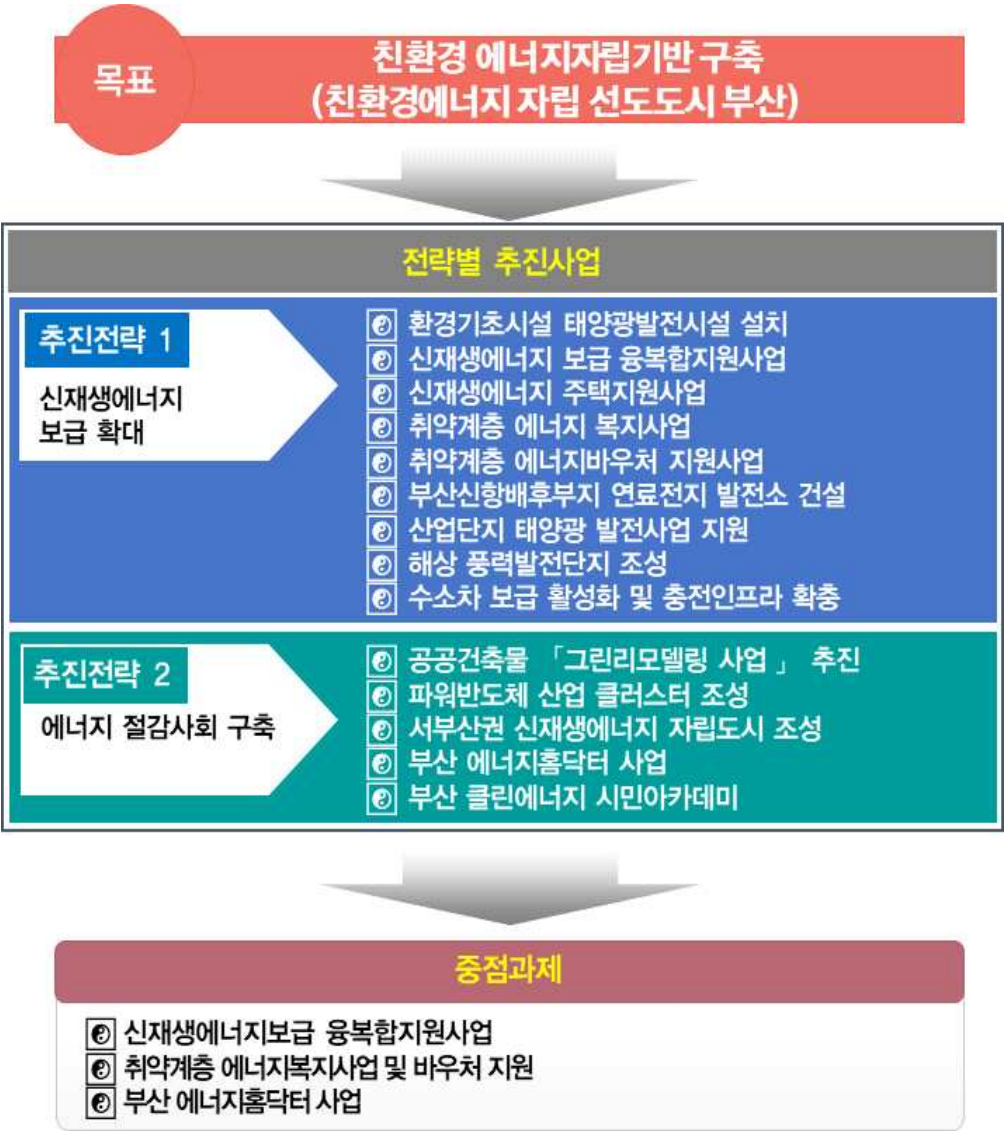 목표
친환경 에너지자립기반 구축
(친환경에너지 자립 선도도시 부산)
전략별 추진사업
추진전략 1
신재생에너지
보급 확대
환경기초시설 태양광발전시설 설치
신재생에너지 보급 융복합지원사업
신재생에너지 주택지원사업
취약계층 에너지 복지사업
취약계층 에너지바우처 지원사업
부산신항배후부지 연료전지 발전소 건설
산업단지 태양광 발전사업 지원
해상 풍력발전단지 조성
수소차 보급 활성화 및 충전인프라 확충
추진전략 2
에너지 절감사회 구축
공공건축물 「그린리모델링 사업 」 추진
파워반도체 산업 클러스터 조성
서부산권 신재생에너지 자립도시 조성
부산 에너지홈닥터 사업
부산 클린에너지 시민아카데미
중점과제
신재생에너지보급 융복합지원사업
취약계층 에너지복지사업 및 바우처 지원
부산 에너지홈닥터 사업